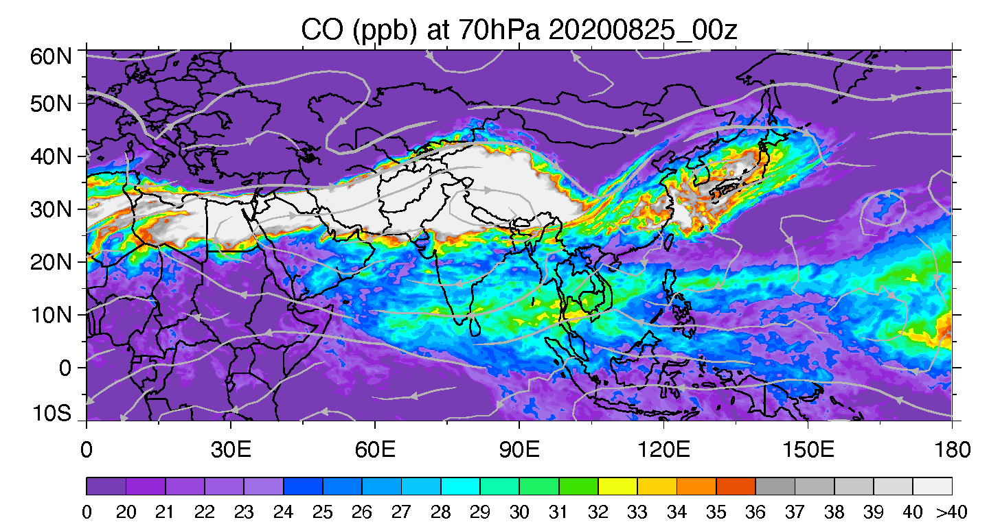 CO (ppb) at 70hPa 20200825_00z
60N
50N
40N
30N
20N
10N
0
10S
0 30E 60E 90E 120E 150E 180
0 20 21 22 23 24 25 26 27 28 29 30 31 32 33 34 35 36 37 38 39 40 >40